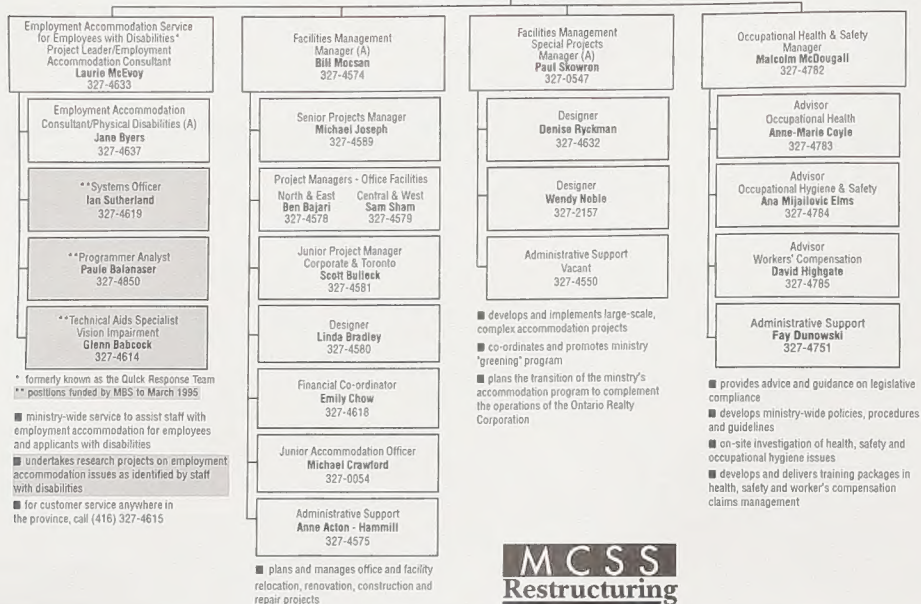 Employment Accommodation Service
for Employees with Disabilities*
Project Leader/Employment
Accommodation Consultant
Laurie McEvoy
327-4633
Employment Accommodation
Consultant/Physical Disabilities (A)
Jane Byers
327-4637
**Systems Officer
Ian Sutherland
327-4619
**Programmer Analyst
Paule Balanaser
327-4850
**Technical Aids Specialist
Vision Impairment
Glenn Babcock
327-4614
* formerly known as the Quick Response Team
** positions funded by MBS to March 1995
■ ministry-wide service to assist staff with
employment accommodation for employees
and applicants with disabilities
■ undertakes research projects on employment
accommodation issues as identified by staff
with disabilities
■ for customer service anywhere in
the province, call (416) 327-4615
Facilities Management
Manager (A)
Bill Mocsan
327-4574
Senior Projects Manager
Michael Joseph
327-4589
Project Managers - Office Facilities
North & East Central & West
Ben Bajari Sam Sham
327-4578 327-4579
Junior Project Manager
Corporate & Toronto
Scott Bulleck
327-4581
Designer
Linda Bradley
327-4580
Financial Co-ordinator
Emily Chow
327-4618
Junior Accommodation Officer
Michael Crawford
327-0054
Administrative Support
Anne Acton - Hammill
327-4575
■ plans and manages office and facility
relocation, renovation, construction and
repair projects
Facilities Management
Special Projects
Manager (A)
Paul Skowron
327-0547
Designer
Denise Ryckman
327-4632
Designer
Wendy Noble
327-2157
Administrative Support
Vacant
327-4550
■ develops and implements large-scale,
complex accommodation projects
■ co-ordinates and promotes ministry
"greening" program
■ plans the transition of the minstry's
accommodation program to complement
the operations of the Ontario Realty
Corporation
Occupational Health & Safety
Manager
Malcolm McDougall
327-4782
Advisor
Occupational Health
Anne-Marie Coyle
327-4783
Advisor
Occupational Hygiene & Safety
Ana Mijailovic Elms
327-4784
Advisor
Workers' Compensation
David Highgate
327-4785
Administrative Support
Fay Dunowski
327-4751
■ provides advice and guidance on legislative
compliance
■ develops ministry-wide policies, procedures
and guidelines
■ on-site investigation of health, safety and
occupational hygiene issues
■ develops and delivers training packages in
health, safety and worker's compensation
claims management
MCSS
Restructuring